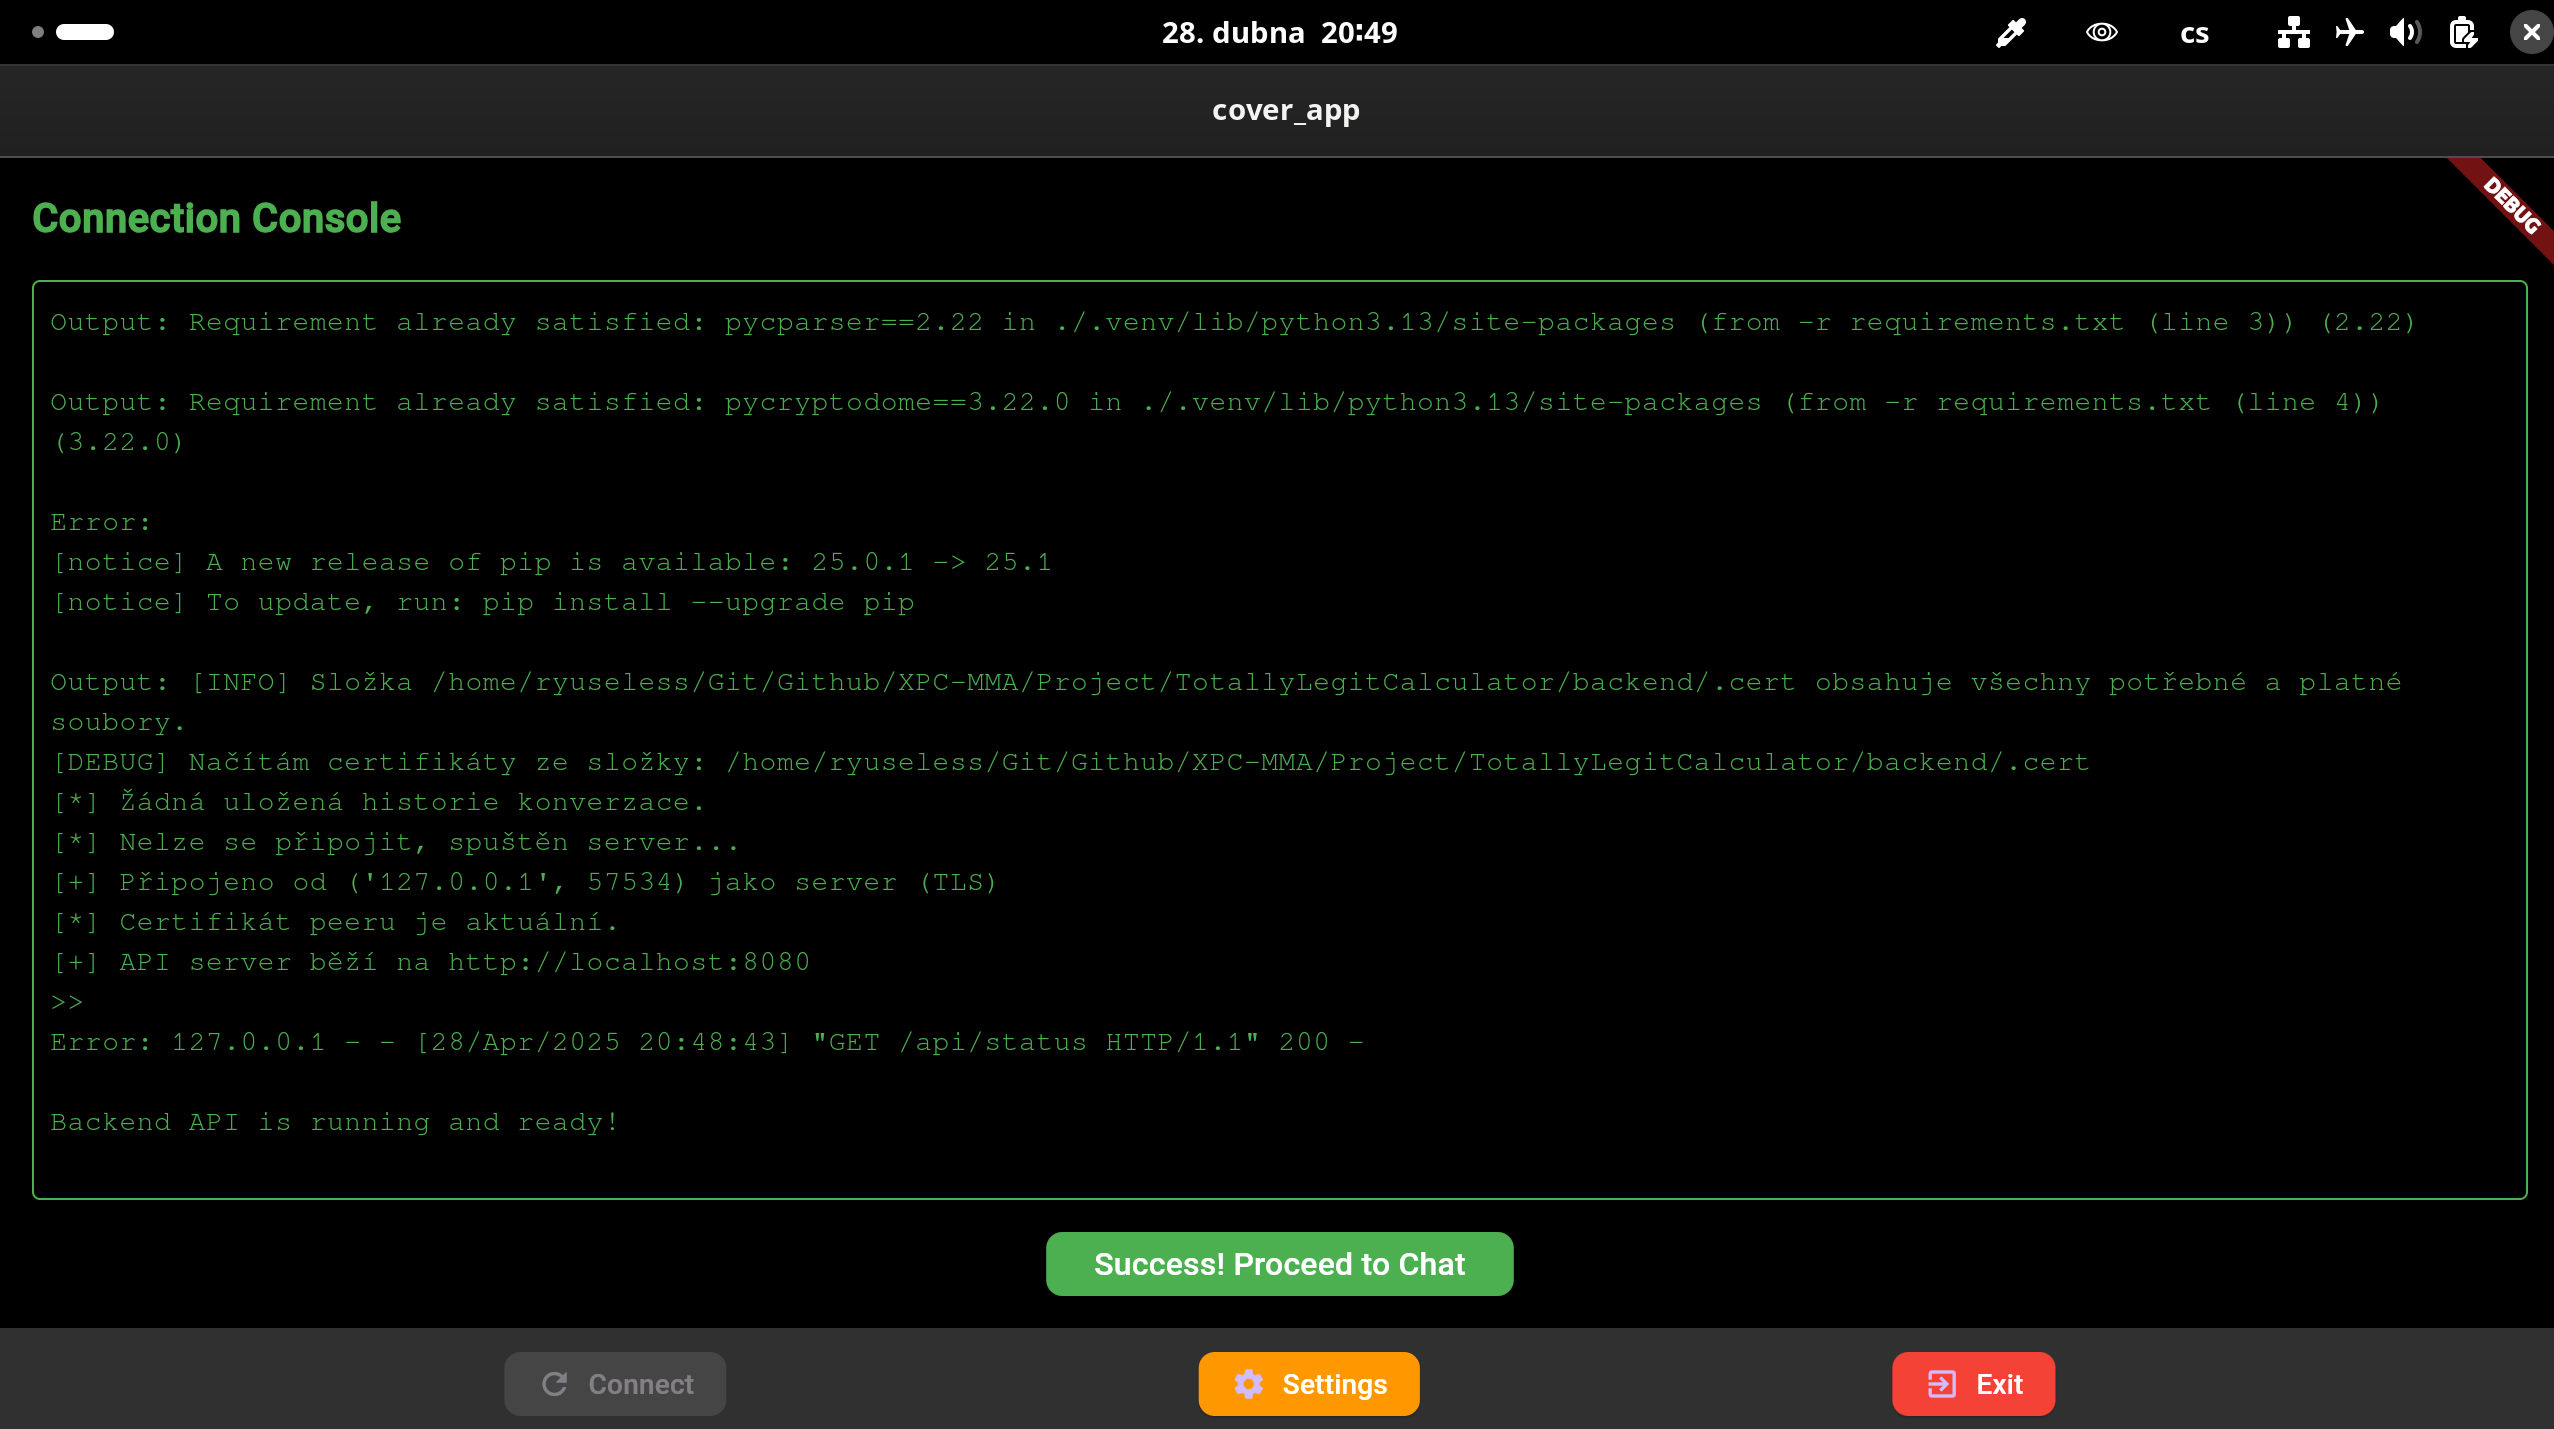 28. dubna  20:49
cs
cover_app
DEBUG
Connection Console
Output: Requirement already satisfied: pycparser==2.22 in ./.venv/lib/python3.13/site-packages (from -r requirements.txt (line 3)) (2.22)
Output: Requirement already satisfied: pycryptodome==3.22.0 in ./.venv/lib/python3.13/site-packages (from -r requirements.txt (line 4))
(3.22.0)
Error:
[notice] A new release of pip is available: 25.0.1 -> 25.1
[notice] To update, run: pip install --upgrade pip
Output: [INFO] Složka /home/ryuseless/Git/Github/XPC-MMA/Project/TotallyLegitCalculator/backend/.cert obsahuje všechny potřebné a platné
soubory.
[DEBUG] Načítám certifikáty ze složky: /home/ryuseless/Git/Github/XPC-MMA/Project/TotallyLegitCalculator/backend/.cert
[*] Žádná uložená historie konverzace.
[*] Nelze se připojit, spuštěn server...
[+] Připojeno od ('127.0.0.1', 57534) jako server (TLS)
[*] Certifikát peeru je aktuální.
[+] API server běží na http://localhost:8080
>>
Error: 127.0.0.1 - - [28/Apr/2025 20:48:43] "GET /api/status HTTP/1.1" 200 -
Backend API is running and ready!
Success! Proceed to Chat
Connect
Settings
Exit